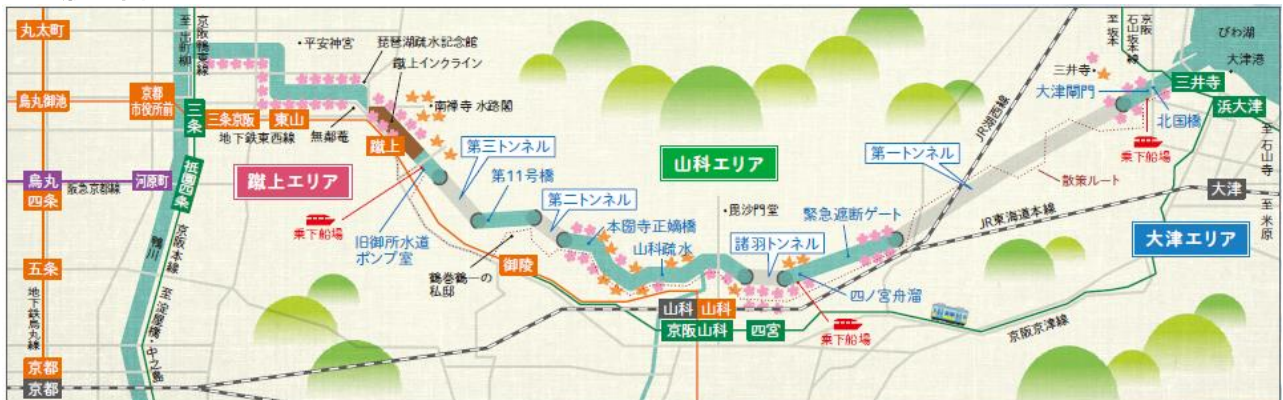 丸太町
烏丸御池
烏丸
四条
五条
地下鉄烏丸線
京都
京都
阪急京都線
河原町
京都
市役所前
至出町柳
京阪鴨東線
三条
祇園四条
鴨川
京阪本線
至淀屋橋・中之島
三条京阪
東山
地下鉄東西線
・平安神宮
琵琶湖疏水記念館
蹴上インクライン
・南禅寺 水路閣
無鄰菴
蹴上
蹴上エリア
乗下船場
旧御所水道
ポンプ室
第三トンネル
第11号橋
第二トンネル
鶴巻鶴一の
私邸
御陵
本圀寺正嫡橋
山科疏水
山科エリア
・毘沙門堂
諸羽トンネル
緊急遮断ゲート
四ノ宮舟溜
山科
山科
京阪山科
四宮
乗下船場
京阪京津線
第一トンネル
JR湖西線
散策ルート
JR東海道本線
至坂本
京阪
石山坂本線
びわ湖
大津港
三井寺・
大津閘門
三井寺
浜大津
北国橋
乗下船場
至石山寺
大津
至米原
大津エリア